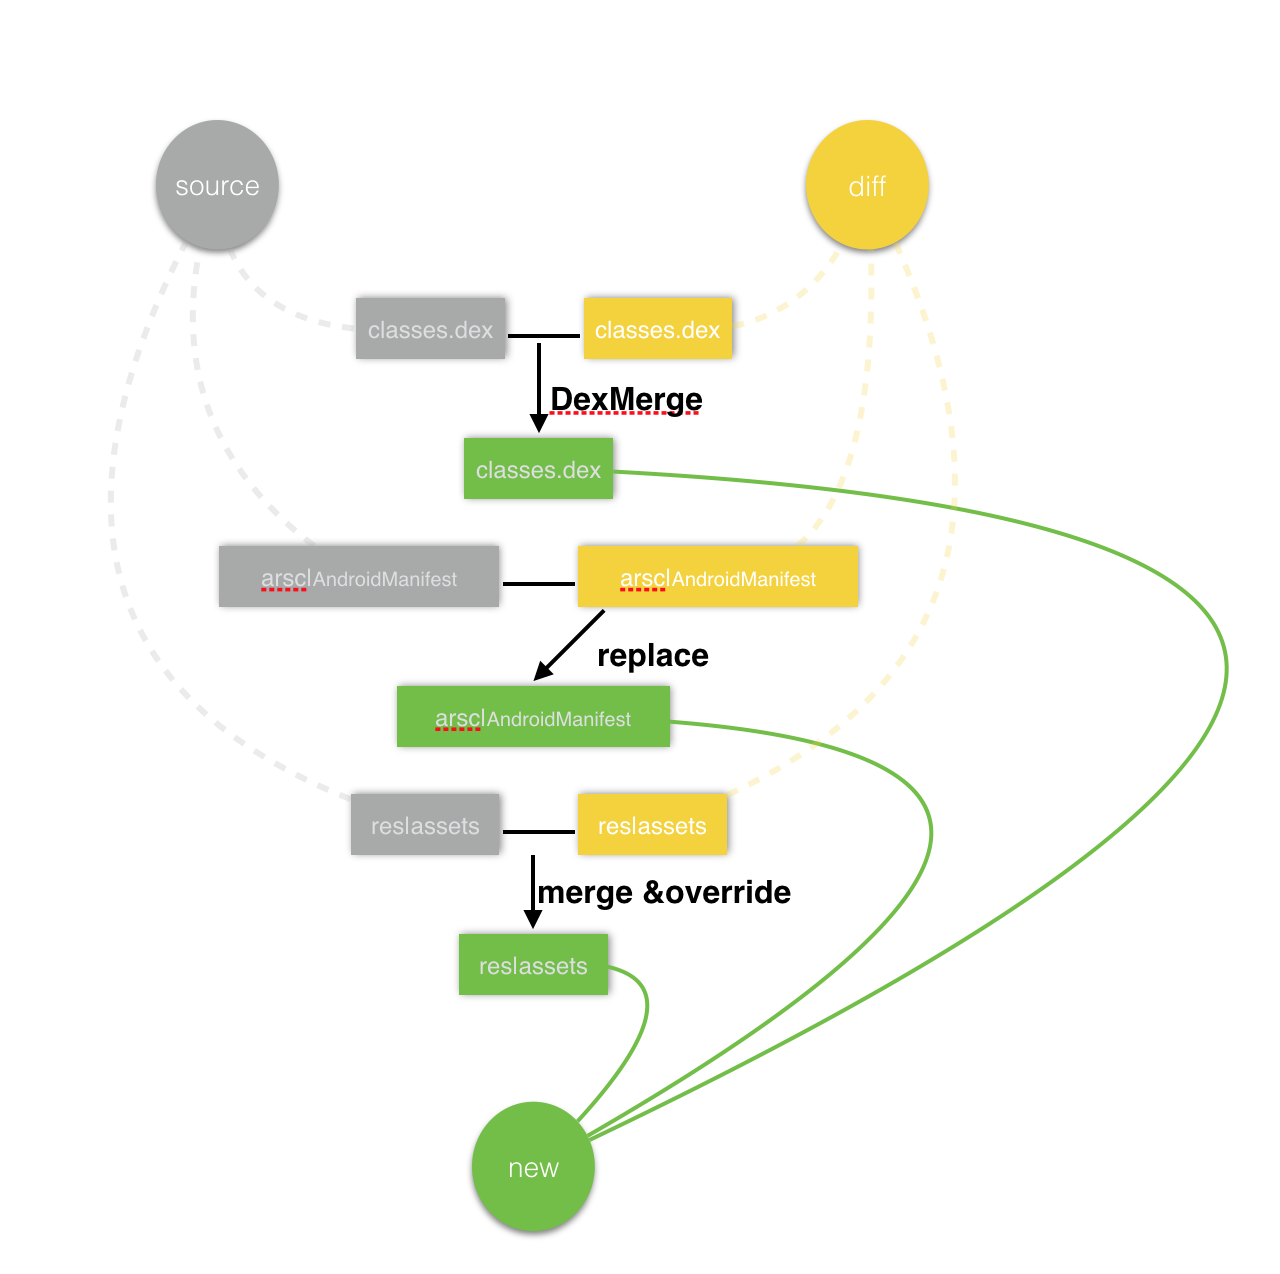 source
diff
classes.dex
classes.dex
DexMerge
classes.dex
arsc|AndroidManifest
arsc|AndroidManifest
replace
arsc|AndroidManifest
res|assets
res|assets
merge &override
res|assets
new